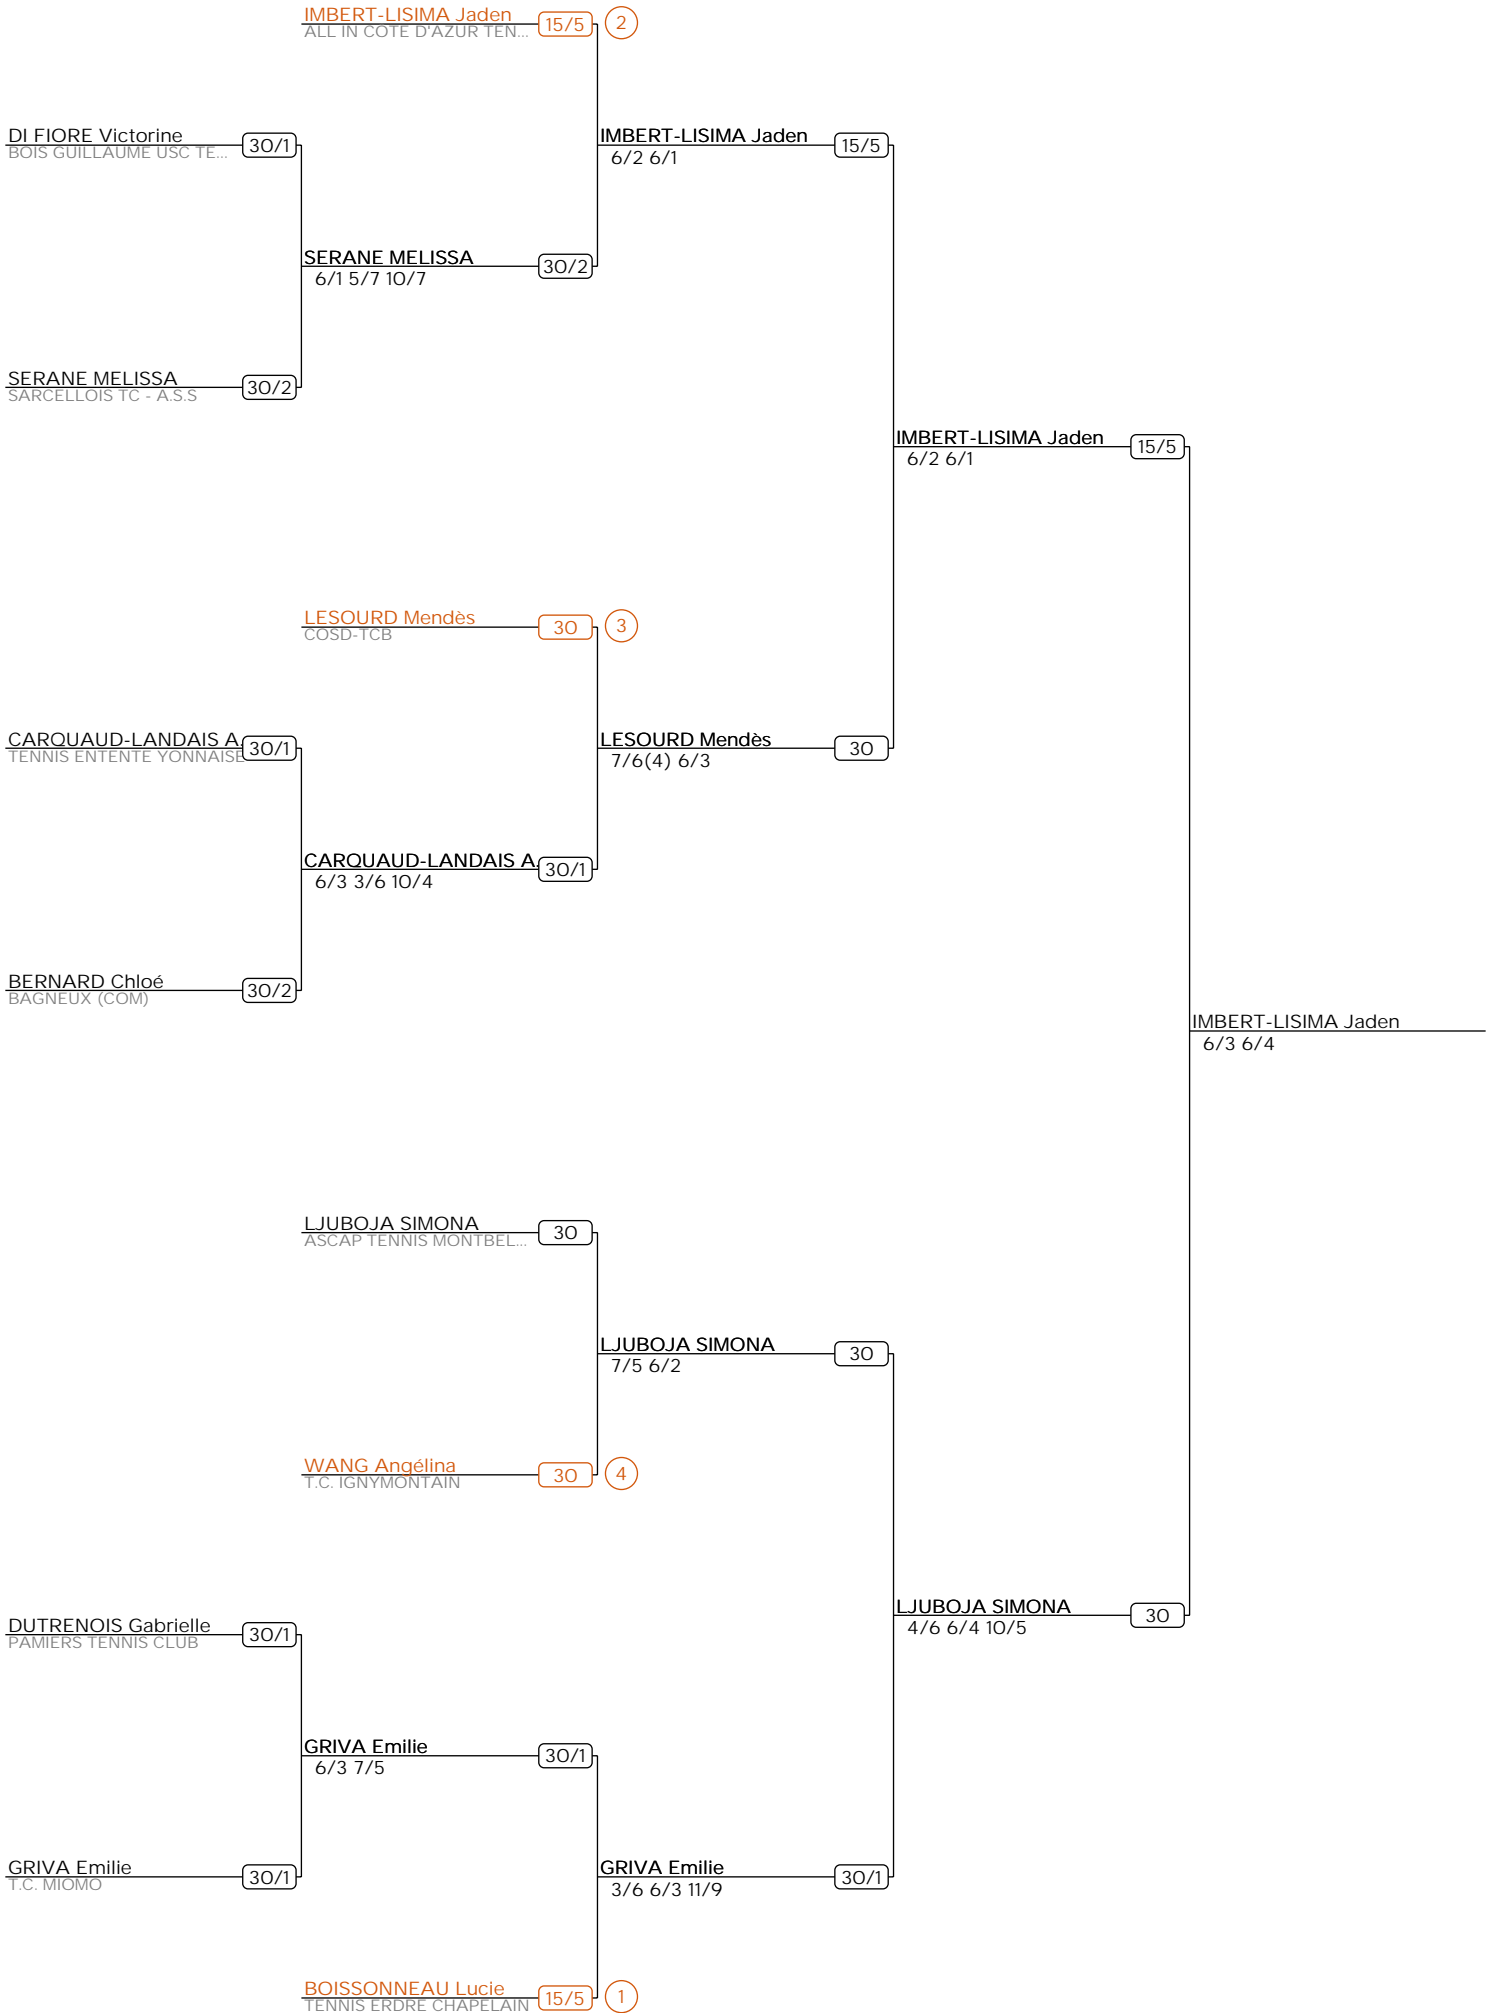 IMBERT-LISIMA Jaden
15/5
2
ALL IN COTE D'AZUR TEN...
DI FIORE Victorine
30/1
BOIS GUILLAUME USC TE...
IMBERT-LISIMA Jaden
15/5
6/2 6/1
SERANE MELISSA
30/2
6/1 5/7 10/7
SERANE MELISSA
30/2
SARCELLOIS TC - A.S.S
IMBERT-LISIMA Jaden
15/5
6/2 6/1
LESOURD Mendès
30
3
COSD-TCB
CARQUAUD-LANDAIS A.
30/1
TENNIS ENTENTE YONNAISE
LESOURD Mendès
30
7/6(4) 6/3
CARQUAUD-LANDAIS A.
30/1
6/3 3/6 10/4
BERNARD Chloé
30/2
BAGNEUX (COM)
IMBERT-LISIMA Jaden
6/3 6/4
LJUBOJA SIMONA
30
ASCAP TENNIS MONTBEL...
LJUBOJA SIMONA
30
7/5 6/2
WANG Angélina
30
4
T.C. IGNYMONTAIN
LJUBOJA SIMONA
30
4/6 6/4 10/5
DUTRENOIS Gabrielle
30/1
PAMIERS TENNIS CLUB
GRIVA Emilie
30/1
6/3 7/5
GRIVA Emilie
30/1
T.C. MIOMO
GRIVA Emilie
30/1
3/6 6/3 11/9
BOISSONNEAU Lucie
15/5
1
TENNIS ERDRE CHAPELAIN